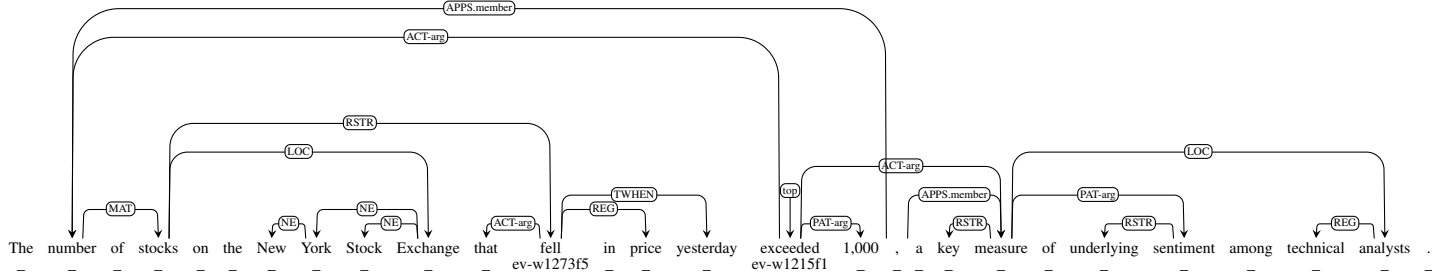 APPS.member
ACT-arg
RSTR
LOC LOC
ACT-arg
top
TWHEN APPS.member PAT-arg
MAT NE REG
NE NE ACT-arg PAT-arg RSTR RSTR REG
The number of stocks on the New York Stock Exchange that fell in price yesterday exceeded 1,000 , a key measure of underlying sentiment among technical analysts .
_ _ _ _ _ _ _ _ _ _ _ ev-w1273f5 _ _ _ ev-w1215f1 _ _ _ _ _ _ _ _ _ _ _ _